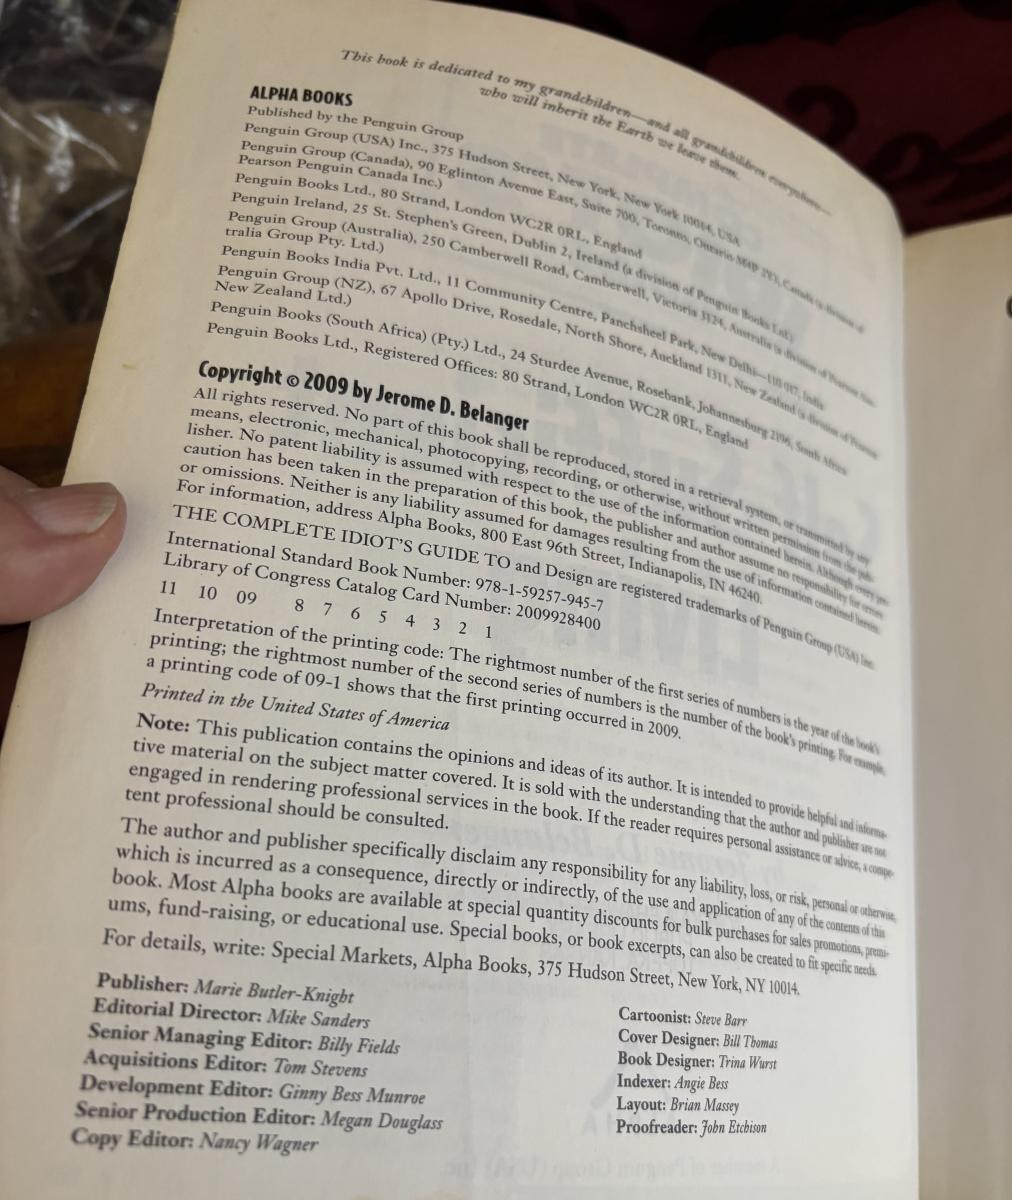 This book is dedicated to my grandchildren—and all grandchildren everywhere—
who will inherit the Earth we leave them.
ALPHA BOOKS
Published by the Penguin Group
Penguin Group (USA) Inc., 375 Hudson Street, New York, New York 10014, USA
Penguin Group (Canada), 90 Eglinton Avenue East, Suite 700, Toronto, Ontario M4P 2Y3, Canada (a division of
Pearson Penguin Canada Inc.)
Penguin Books Ltd., 80 Strand, London WC2R 0RL, England
Penguin Ireland, 25 St. Stephen's Green, Dublin 2, Ireland (a division of Penguin Books Ltd.)
Penguin Group (Australia), 250 Camberwell Road, Camberwell, Victoria 3124, Australia (a division of Pearson Aus-
tralia Group Pty. Ltd.)
Penguin Books India Pvt. Ltd., 11 Community Centre, Panchsheel Park, New Delhi—110 017, India
Penguin Group (NZ), 67 Apollo Drive, Rosedale, North Shore, Auckland 1311, New Zealand (a division of Pearson
New Zealand Ltd.)
Penguin Books (South Africa) (Pty.) Ltd., 24 Sturdee Avenue, Rosebank, Johannesburg 2196, South Africa
Penguin Books Ltd., Registered Offices: 80 Strand, London WC2R 0RL, England
Copyright © 2009 by Jerome D. Belanger
All rights reserved. No part of this book shall be reproduced, stored in a retrieval system, or transmitted by any
means, electronic, mechanical, photocopying, recording, or otherwise, without written permission from the pub-
lisher. No patent liability is assumed with respect to the use of the information contained herein. Although every pre-
caution has been taken in the preparation of this book, the publisher and author assume no responsibility for errors
or omissions. Neither is any liability assumed for damages resulting from the use of information contained herein.
For information, address Alpha Books, 800 East 96th Street, Indianapolis, IN 46240.
THE COMPLETE IDIOT'S GUIDE TO and Design are registered trademarks of Penguin Group (USA) Inc.
International Standard Book Number: 978-1-59257-945-7
Library of Congress Catalog Card Number: 2009928400
11 10 09 8 7 6 5 4 3 2 1
Interpretation of the printing code: The rightmost number of the first series of numbers is the year of the book's
printing; the rightmost number of the second series of numbers is the number of the book's printing. For example,
a printing code of 09-1 shows that the first printing occurred in 2009.
Printed in the United States of America
Note: This publication contains the opinions and ideas of its author. It is intended to provide helpful and informa-
tive material on the subject matter covered. It is sold with the understanding that the author and publisher are not
engaged in rendering professional services in the book. If the reader requires personal assistance or advice, a compe-
tent professional should be consulted.
The author and publisher specifically disclaim any responsibility for any liability, loss, or risk, personal or otherwise,
which is incurred as a consequence, directly or indirectly, of the use and application of any of the contents of this
book. Most Alpha books are available at special quantity discounts for bulk purchases for sales promotions, premi-
ums, fund-raising, or educational use. Special books, or book excerpts, can also be created to fit specific needs.
For details, write: Special Markets, Alpha Books, 375 Hudson Street, New York, NY 10014.
Publisher: Marie Butler-Knight
Editorial Director: Mike Sanders
Senior Managing Editor: Billy Fields
Acquisitions Editor: Tom Stevens
Development Editor: Ginny Bess Munroe
Senior Production Editor: Megan Douglass
Copy Editor: Nancy Wagner
Cartoonist: Steve Barr
Cover Designer: Bill Thomas
Book Designer: Trina Wurst
Indexer: Angie Bess
Layout: Brian Massey
Proofreader: John Etchison